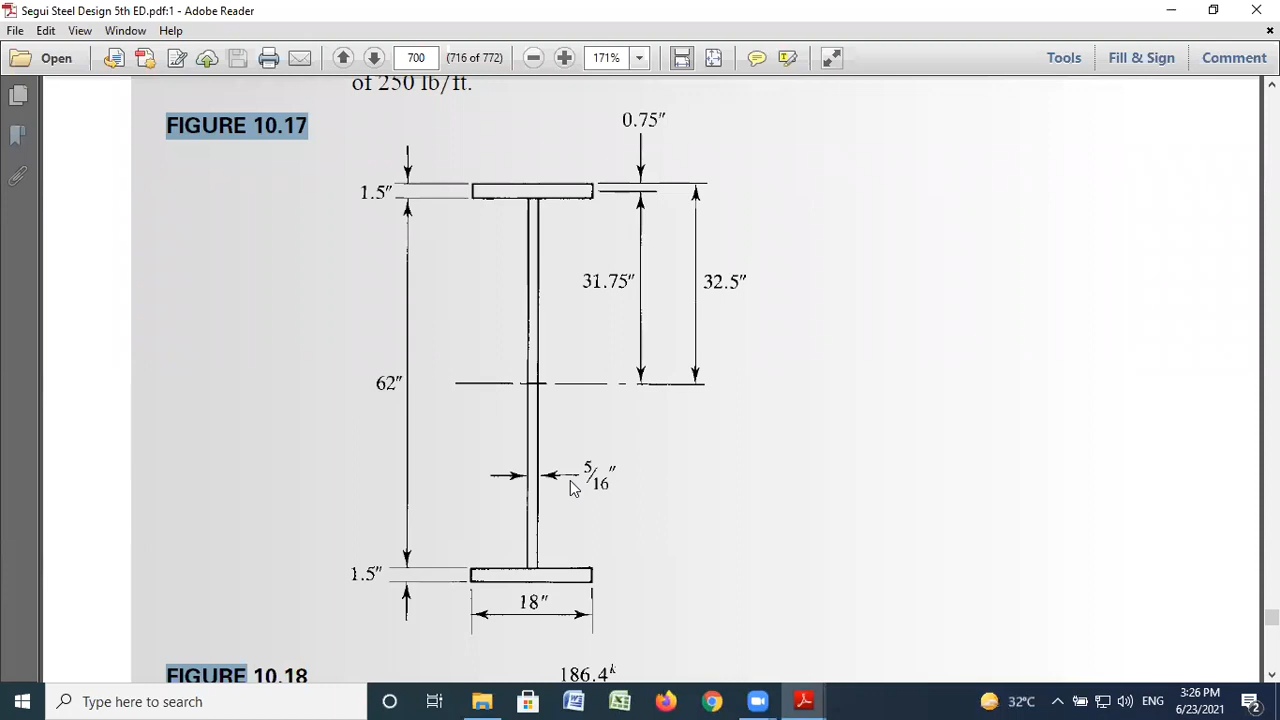 Segui Steel Design 5th ED.pdf:1 - Adobe Reader
File Edit View Window Help
Open 700 (716 of 772) 171% Tools Fill & Sign Comment
of 250 lb/ft.
FIGURE 10.17
0.75″
1.5″
31.75″ 32.5″
62″
5/16″
1.5″
18″
FIGURE 10.18 186.4k
Type here to search 32°C ENG 3:26 PM
6/23/2021 2